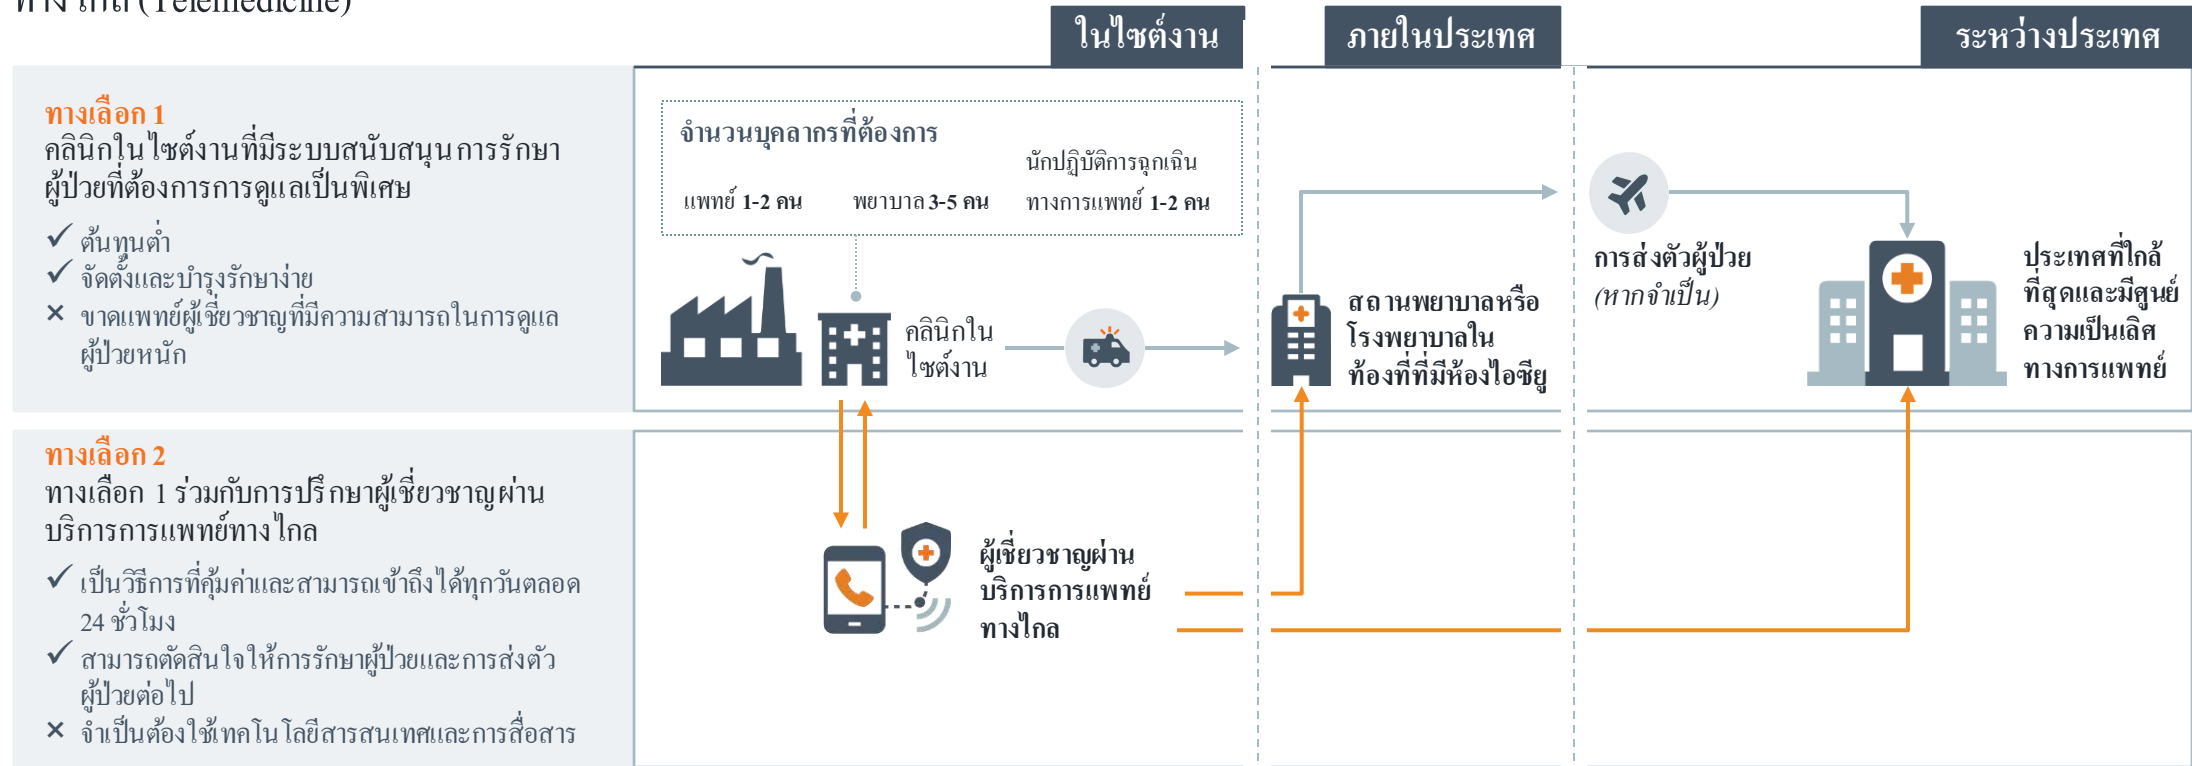 ทางไกล (Telemedicine)
ในไซต์งาน
ภายในประเทศ
ระหว่างประเทศ
ทางเลือก 1
คลินิกในไซต์งานที่มีระบบสนับสนุนการรักษา
ผู้ป่วยที่ต้องการการดูแลเป็นพิเศษ
✓ ต้นทุนต่ำ
✓ จัดตั้งและบำรุงรักษาง่าย
× ขาดแพทย์ผู้เชี่ยวชาญที่มีความสามารถในการดูแล
ผู้ป่วยหนัก
จำนวนบุคลากรที่ต้องการ
แพทย์ 1-2 คน
พยาบาล 3-5 คน
นักปฏิบัติการฉุกเฉิน
ทางการแพทย์ 1-2 คน
คลินิกใน
ไซต์งาน
สถานพยาบาลหรือ
โรงพยาบาลใน
ท้องที่ที่มีห้องไอซียู
การส่งตัวผู้ป่วย
(หากจำเป็น)
ประเทศที่ใกล้
ที่สุดและมีศูนย์
ความเป็นเลิศ
ทางการแพทย์
ทางเลือก 2
ทางเลือก 1 ร่วมกับการปรึกษาผู้เชี่ยวชาญผ่าน
บริการการแพทย์ทางไกล
✓ เป็นวิธีการที่คุ้มค่าและสามารถเข้าถึงได้ทุกวันตลอด
24 ชั่วโมง
✓ สามารถตัดสินใจให้การรักษาผู้ป่วยและการส่งตัว
ผู้ป่วยต่อไป
× จำเป็นต้องใช้เทคโนโลยีสารสนเทศและการสื่อสาร
ผู้เชี่ยวชาญผ่าน
บริการการแพทย์
ทางไกล